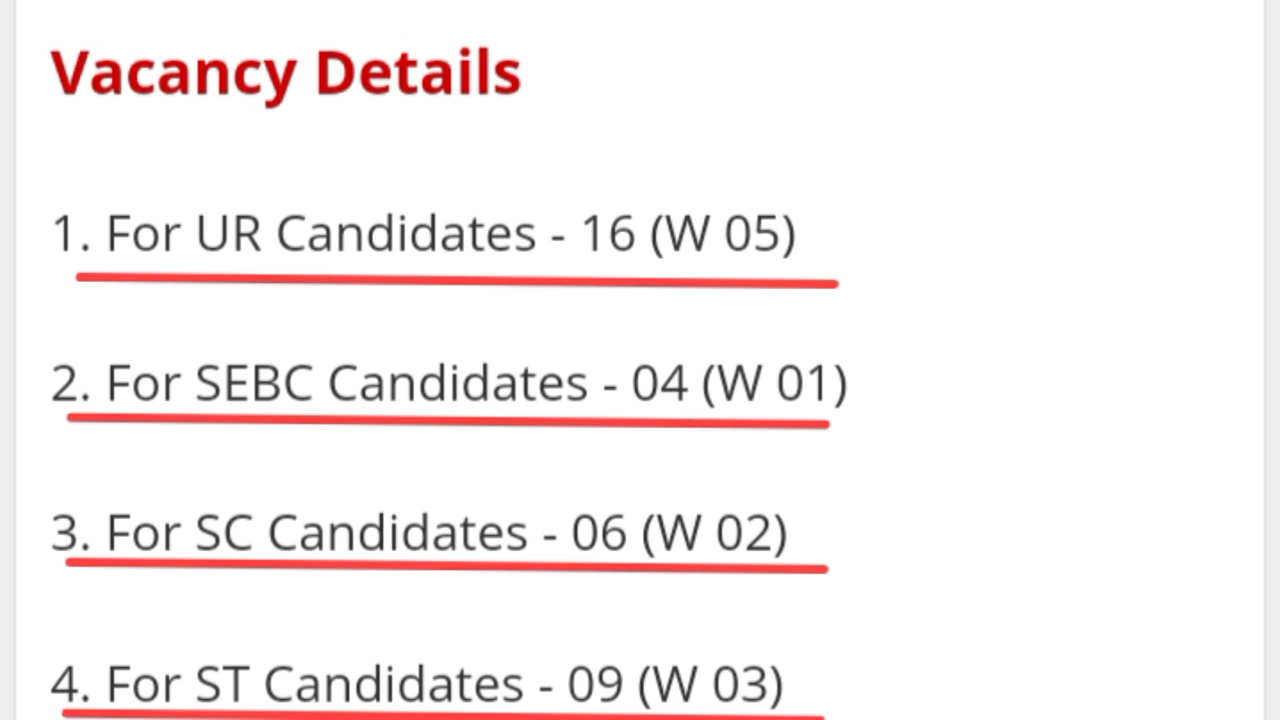 Vacancy Details
1. For UR Candidates - 16 (W 05)
2. For SEBC Candidates - 04 (W 01)
3. For SC Candidates - 06 (W 02)
4. For ST Candidates - 09 (W 03)